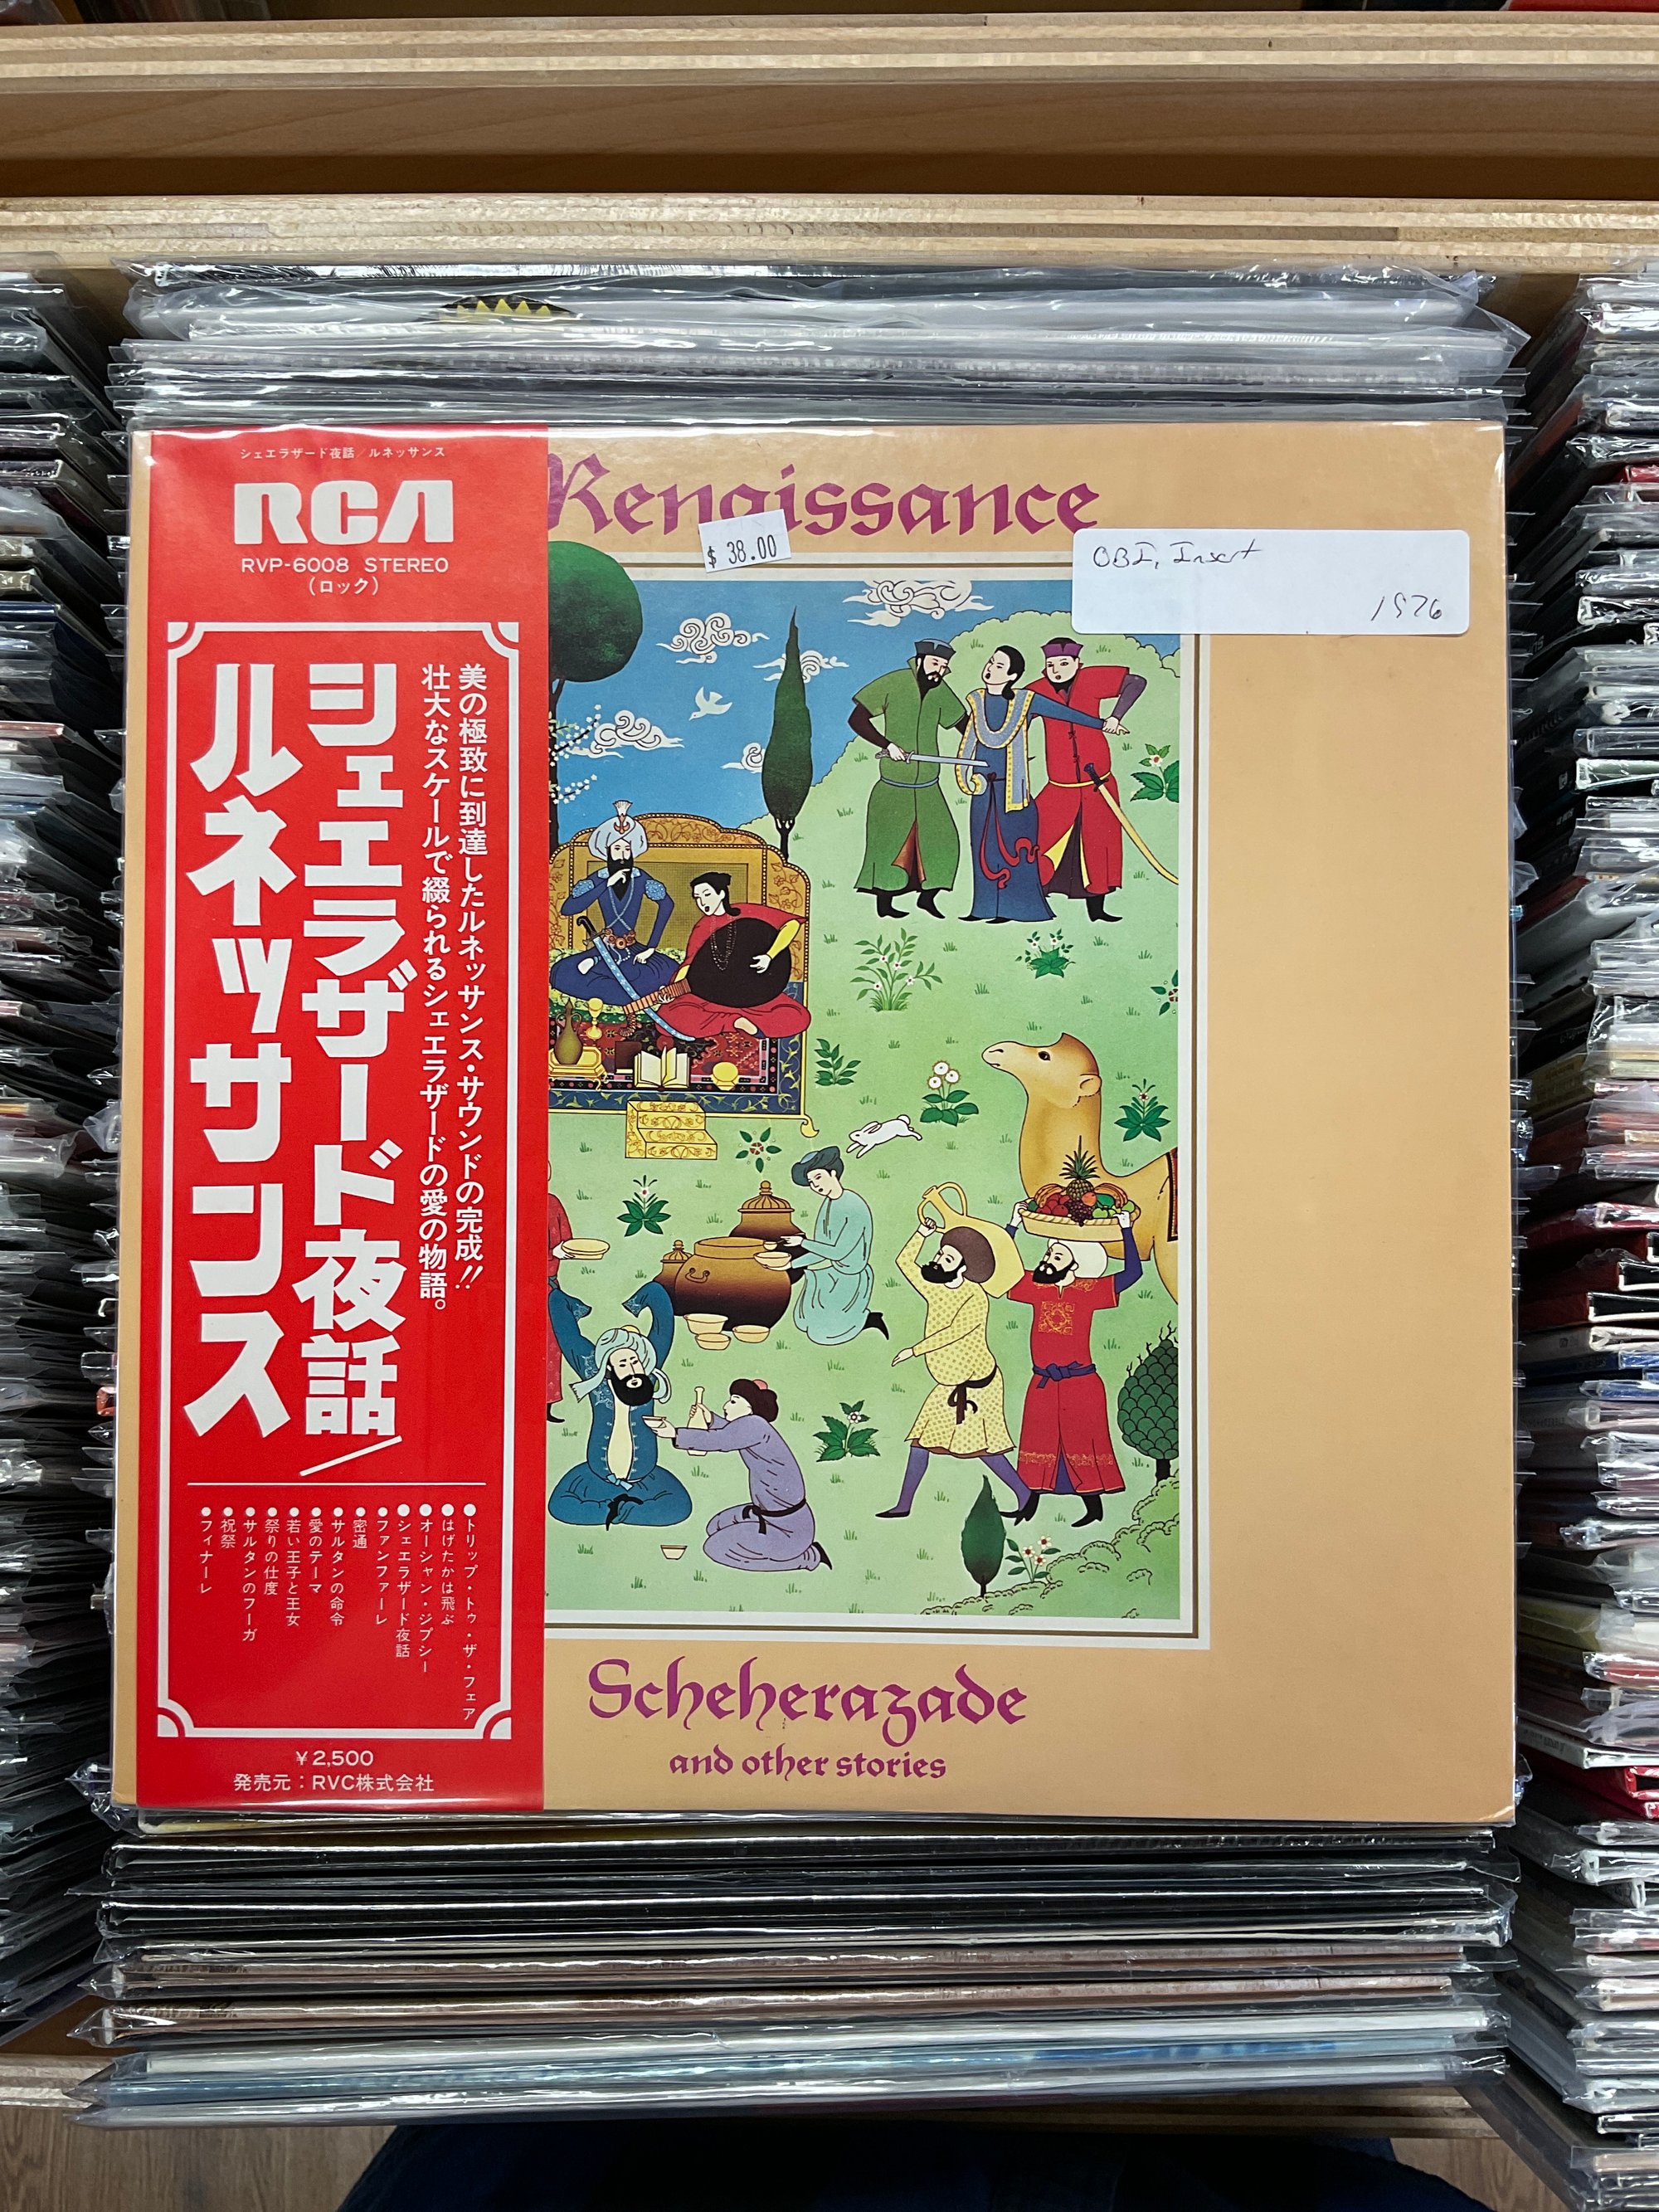 シェエラザード夜話/ルネッサンス
RCA
RVP-6008 STEREO
(ロック)
美の極致に到達したルネッサンス・サウンドの完成!!
壮大なスケールで綴られるシェエラザードの愛の物語。
シェエラザード夜話/
ルネッサンス
●トリップ・トゥ・ザ・フェア
●はげたかは飛ぶ
●オーシャン・ジプシー
●シェエラザード夜話
●ファンファーレ
●密通
●サルタンの命令
●愛のテーマ
●若い王子と王女
●祭りの仕度
●サルタンのフーガ
●祝祭
●フィナーレ
¥2,500
発売元:RVC株式会社
Renaissance
$ 38.00
OBI, Insert
1976
Scheherazade
and other stories